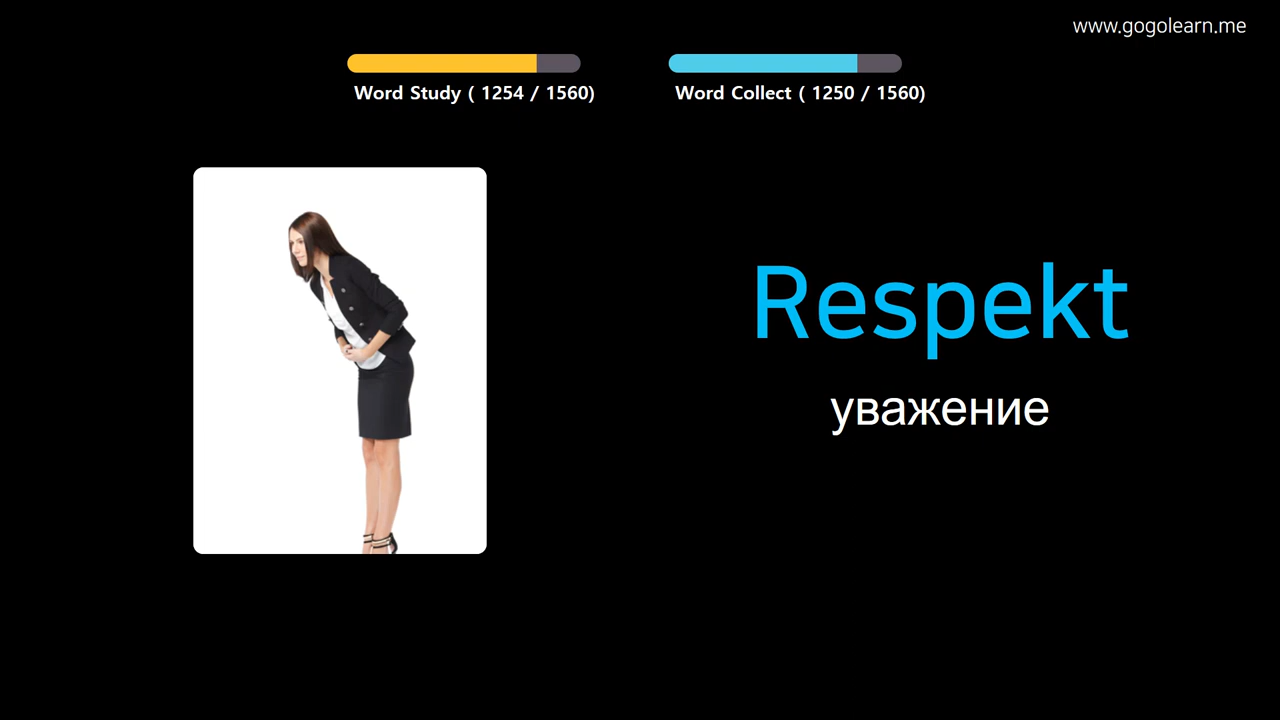 www.gogolearn.me
Word Study ( 1254 / 1560)
Word Collect ( 1250 / 1560)
Respekt
уважение